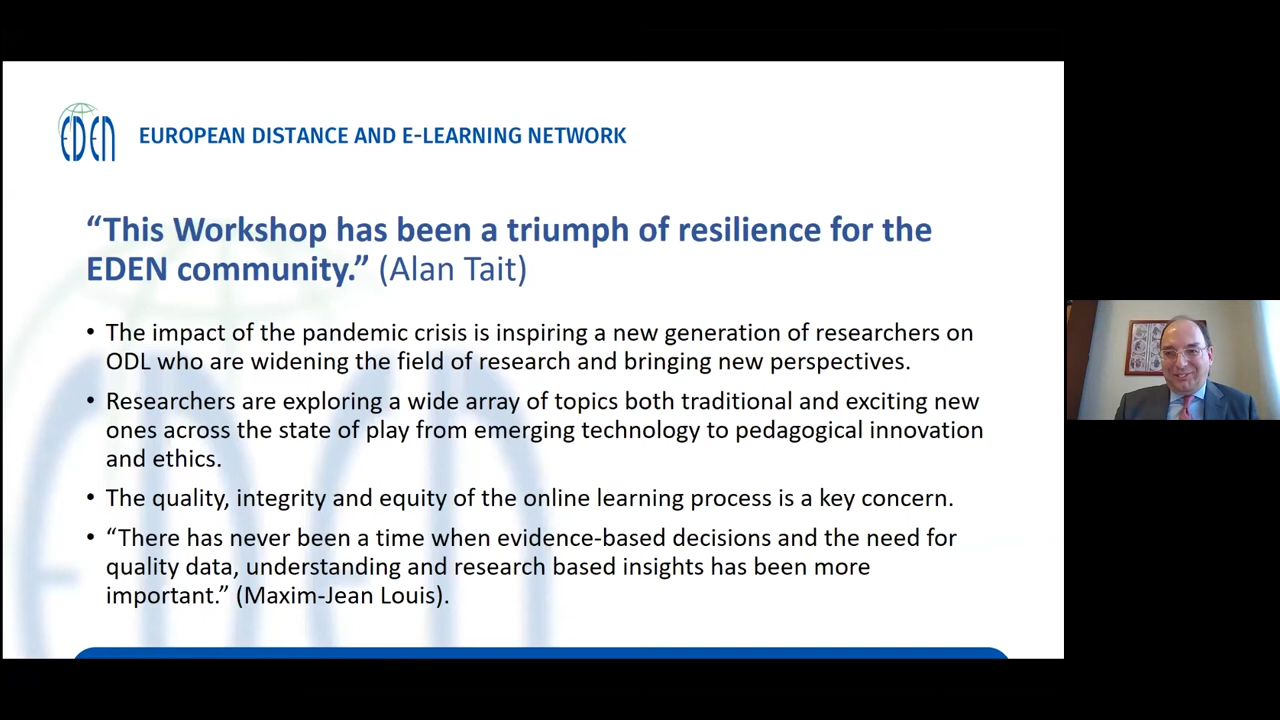 EDEN
EUROPEAN DISTANCE AND E-LEARNING NETWORK
“This Workshop has been a triumph of resilience for the
EDEN community.” (Alan Tait)
• The impact of the pandemic crisis is inspiring a new generation of researchers on
ODL who are widening the field of research and bringing new perspectives.
• Researchers are exploring a wide array of topics both traditional and exciting new
ones across the state of play from emerging technology to pedagogical innovation
and ethics.
• The quality, integrity and equity of the online learning process is a key concern.
• “There has never been a time when evidence-based decisions and the need for
quality data, understanding and research based insights has been more
important.” (Maxim-Jean Louis).